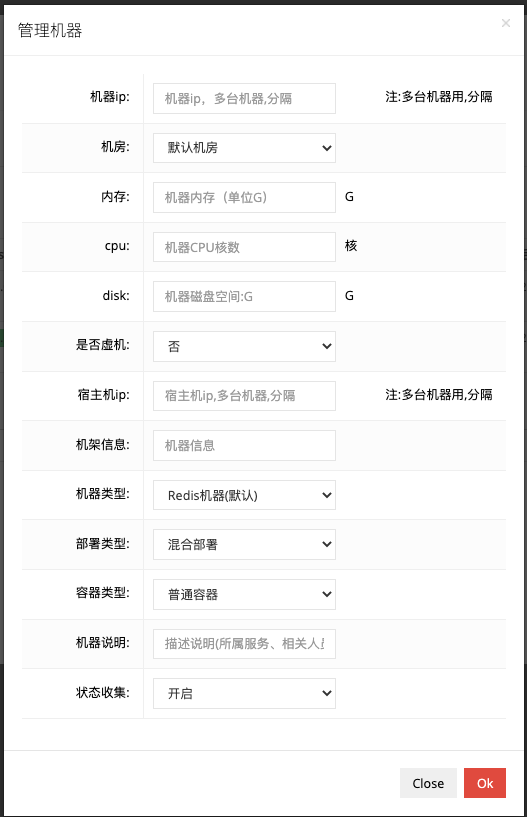 管理机器
×
机器ip: 机器ip，多台机器,分隔 注:多台机器用,分隔
机房: 默认机房
内存: 机器内存（单位G） G
cpu: 机器CPU核数 核
disk: 机器磁盘空间:G G
是否虚机: 否
宿主机ip: 宿主机ip,多台机器,分隔 注:多台机器用,分隔
机架信息: 机器信息
机器类型: Redis机器(默认)
部署类型: 混合部署
容器类型: 普通容器
机器说明: 描述说明(所属服务、相关人
状态收集: 开启
Close Ok